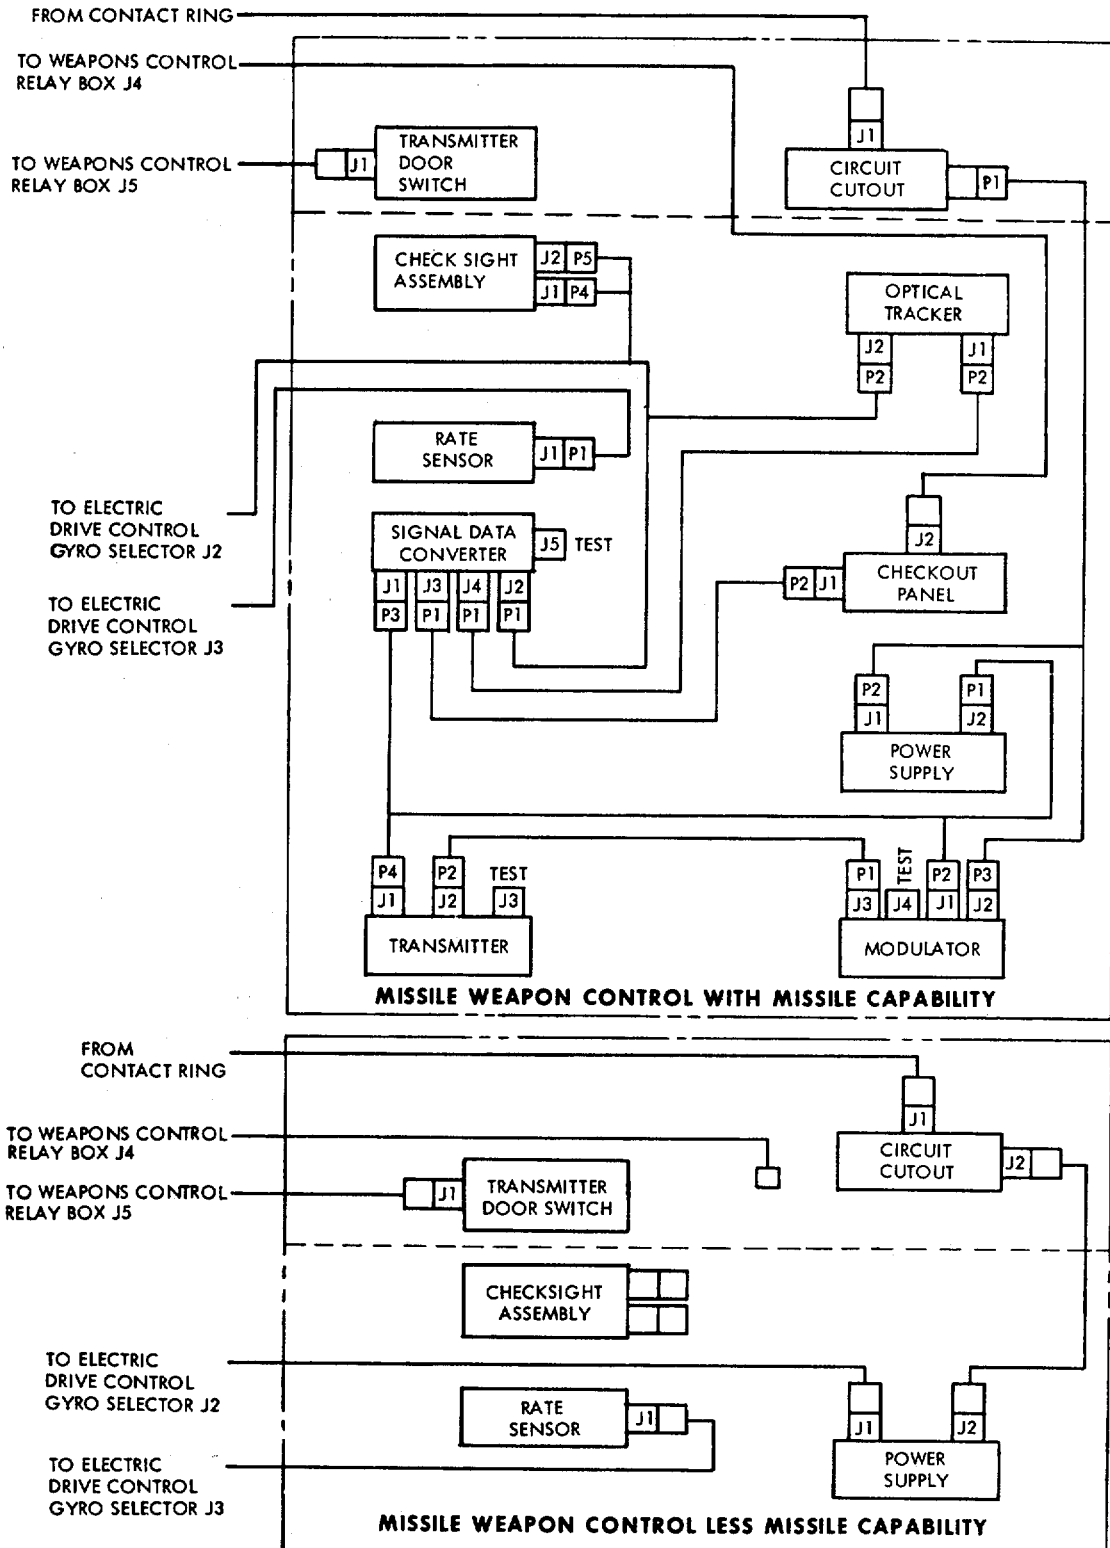 FROM CONTACT RING
TO WEAPONS CONTROL
RELAY BOX J4
J1
TRANSMITTER
DOOR
SWITCH
J1
TO WEAPONS CONTROL
RELAY BOX J5
CIRCUIT
CUTOUT
P1
CHECK SIGHT
ASSEMBLY
J2 P5
J1 P4
OPTICAL
TRACKER
J2 J1
P2 P2
RATE
SENSOR
J1 P1
TO ELECTRIC
DRIVE CONTROL
GYRO SELECTOR J2
SIGNAL DATA
CONVERTER
J5 TEST
J1 J3 J4 J2
P3 P1 P1 P1
J2
P2 J1
CHECKOUT
PANEL
TO ELECTRIC
DRIVE CONTROL
GYRO SELECTOR J3
P2 P1
J1 J2
POWER
SUPPLY
P4 P2 TEST
J1 J2 J3
TRANSMITTER
P1 TEST P2 P3
J3 J4 J1 J2
MODULATOR
MISSILE WEAPON CONTROL WITH MISSILE CAPABILITY
FROM
CONTACT RING
J1
TO WEAPONS CONTROL
RELAY BOX J4
CIRCUIT
CUTOUT
J2
TO WEAPONS CONTROL
RELAY BOX J5
J1
TRANSMITTER
DOOR SWITCH
CHECKSIGHT
ASSEMBLY
TO ELECTRIC
DRIVE CONTROL
GYRO SELECTOR J2
RATE
SENSOR
J1
J1 J2
POWER
SUPPLY
TO ELECTRIC
DRIVE CONTROL
GYRO SELECTOR J3
MISSILE WEAPON CONTROL LESS MISSILE CAPABILITY